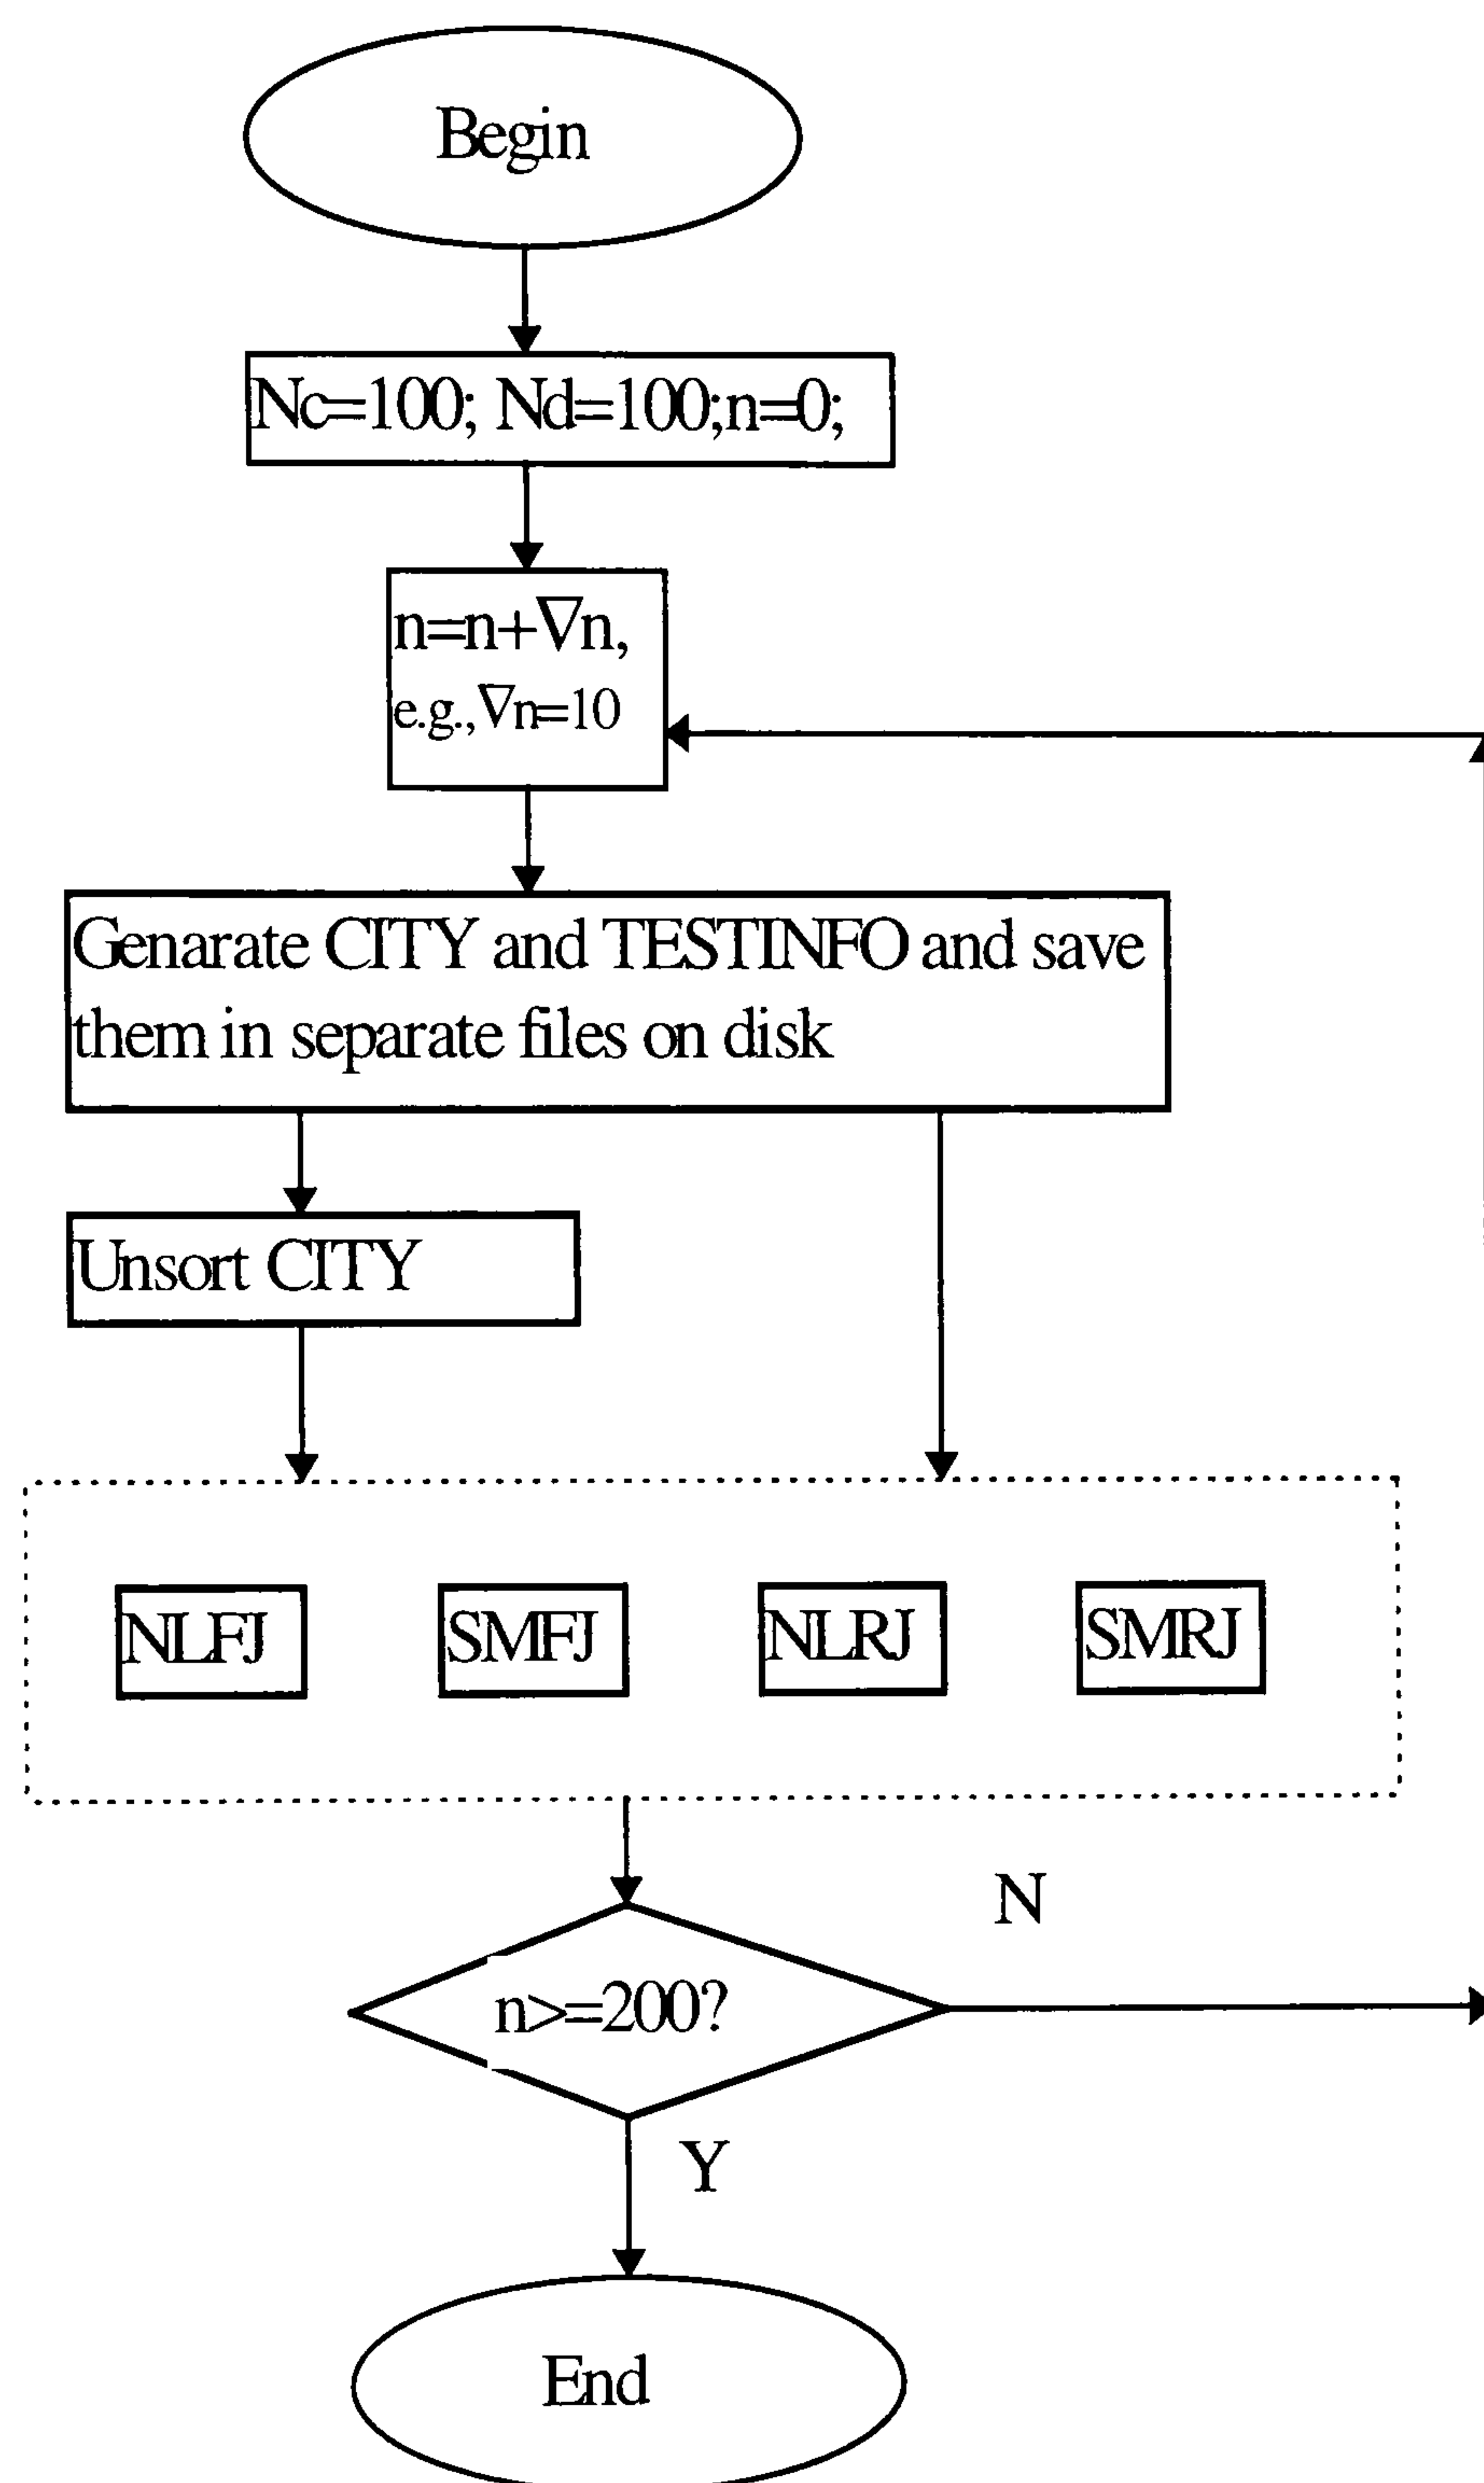 Begin
Nc=100; Nd=100;n=0;
n=n+∇n,
e.g.,∇n=10
Genarate CITY and TESTINFO and save
them in separate files on disk
Unsort CITY
NLFJ
SMFJ
NLRJ
SMRJ
N
n>=200?
Y
End